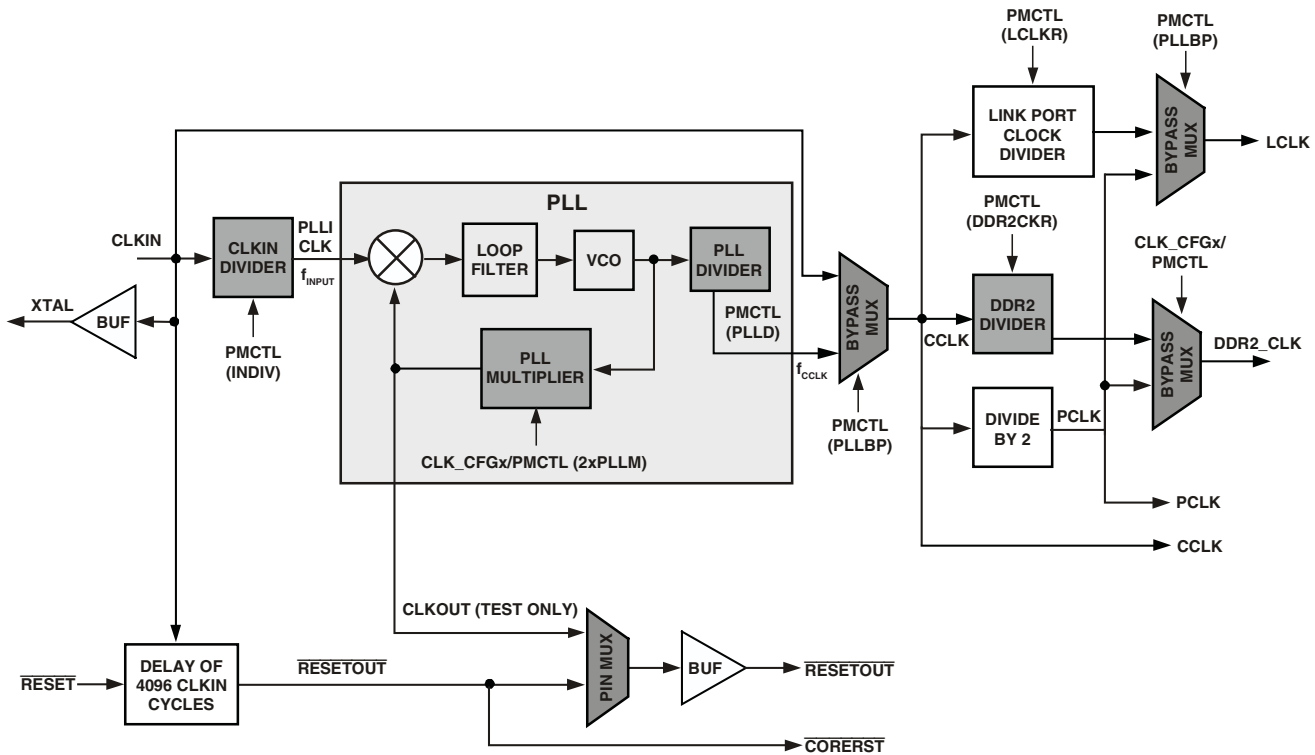 PMCTL
(LCLKR)
PMCTL
(PLLBP)
LINK PORT
CLOCK
DIVIDER
BYPASS
MUX
LCLK
PLL
CLKIN
CLKIN
DIVIDER
PLLI
CLK
fINPUT
LOOP
FILTER
VCO
PLL
DIVIDER
PMCTL
(DDR2CKR)
CLK_CFGx/
PMCTL
XTAL
BUF
PMCTL
(INDIV)
PLL
MULTIPLIER
PMCTL
(PLLD)
fCCLK
BYPASS
MUX
CCLK
DDR2
DIVIDER
BYPASS
MUX
DDR2_CLK
CLK_CFGx/PMCTL (2xPLLM)
PMCTL
(PLLBP)
DIVIDE
BY 2
PCLK
PCLK
CCLK
CLKOUT (TEST ONLY)
RESET
DELAY OF
4096 CLKIN
CYCLES
RESETOUT
PIN MUX
BUF
RESETOUT
CORERST